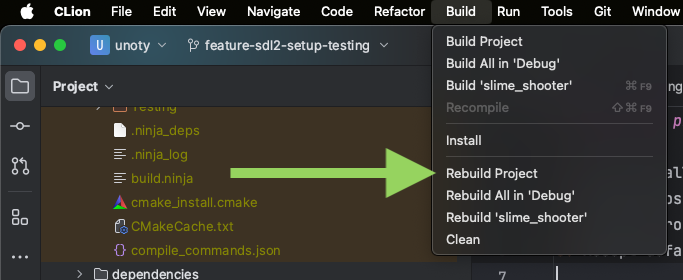 CLion File Edit View Navigate Code Refactor Build Run Tools Git Window
U unoty feature-sdl2-setup-testing
Project
Testing
.ninja_deps
.ninja_log
build.ninja
cmake_install.cmake
CMakeCache.txt
compile_commands.json
dependencies
Build Project
Build All in 'Debug'
Build 'slime_shooter' ⌘F9
Recompile ⇧⌘F9
Install
Rebuild Project
Rebuild All in 'Debug'
Rebuild 'slime_shooter'
Clean
7